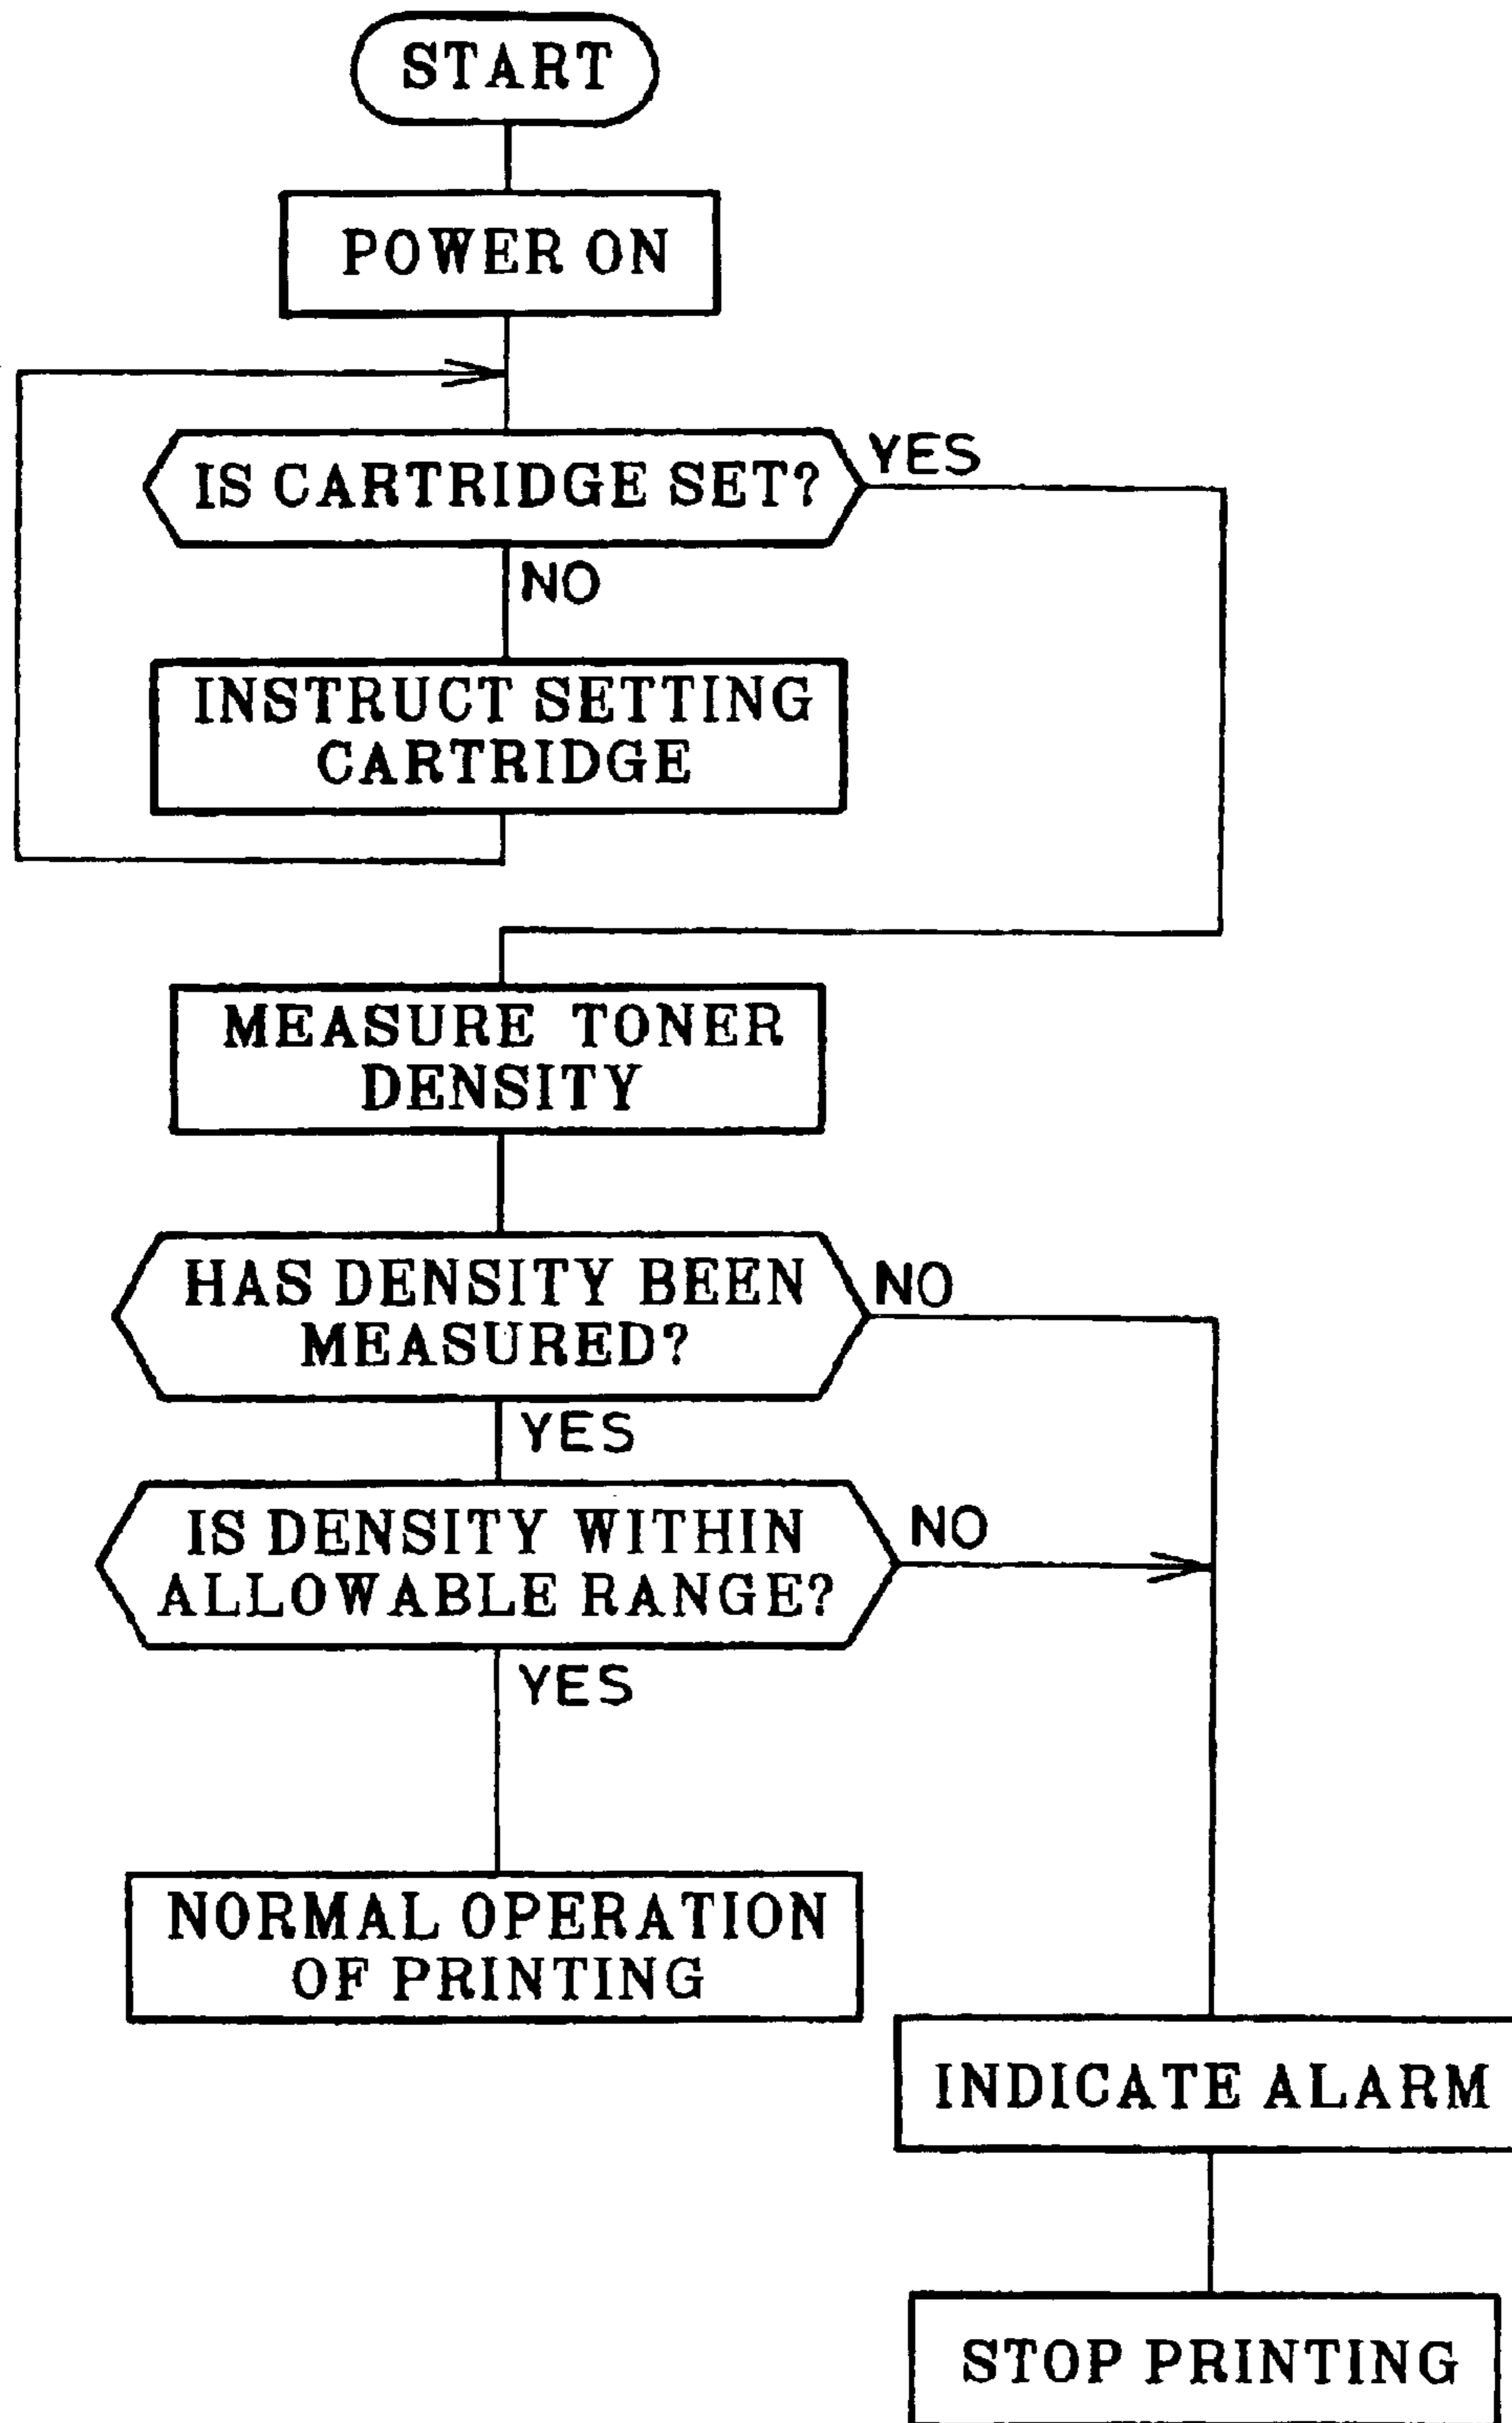 START
POWER ON
IS CARTRIDGE SET?
YES
NO
INSTRUCT SETTING
CARTRIDGE
MEASURE TONER
DENSITY
HAS DENSITY BEEN
MEASURED?
NO
YES
IS DENSITY WITHIN
ALLOWABLE RANGE?
NO
YES
NORMAL OPERATION
OF PRINTING
INDICATE ALARM
STOP PRINTING